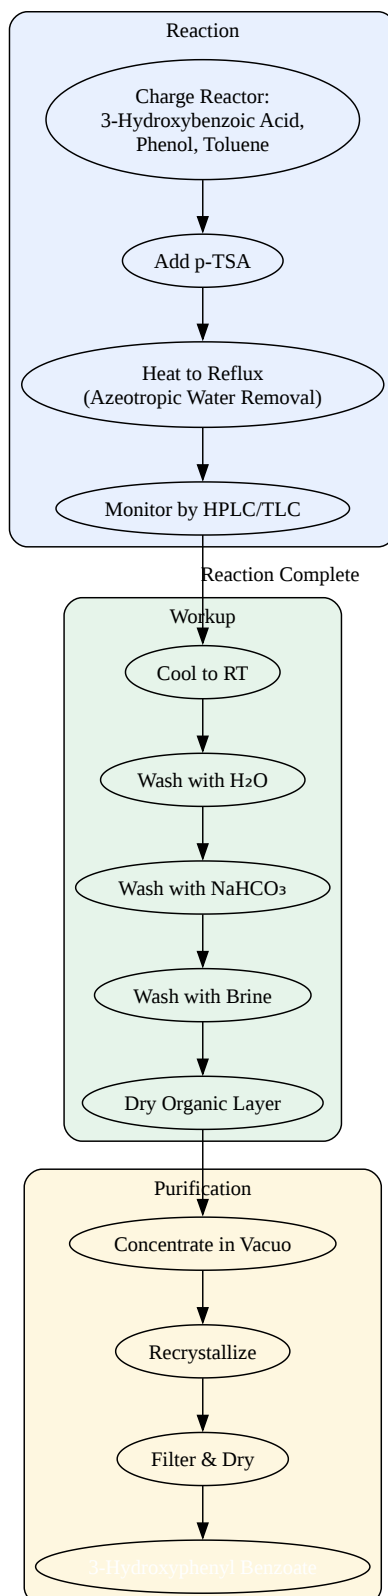 Reaction
Charge Reactor:
3-Hydroxybenzoic Acid,
Phenol, Toluene
Add p-TSA
Heat to Reflux
(Azeotropic Water Removal)
Monitor by HPLC/TLC
Reaction Complete
Workup
Cool to RT
Wash with H₂O
Wash with NaHCO₃
Wash with Brine
Dry Organic Layer
Purification
Concentrate in Vacuo
Recrystallize
Filter & Dry
3-Hydroxyphenyl Benzoate